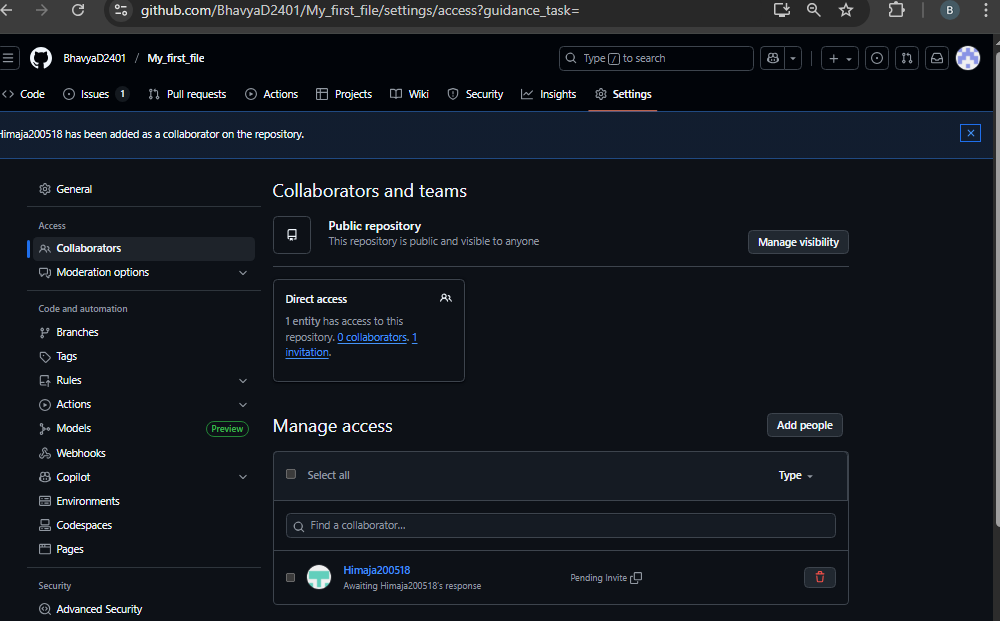 github.com/BhavyaD2401/My_first_file/settings/access?guidance_task=
B
BhavyaD2401 / My_first_file
Type / to search
Code Issues 1 Pull requests Actions Projects Wiki Security Insights Settings
Himaja200518 has been added as a collaborator on the repository.
General
Access
Collaborators
Moderation options
Code and automation
Branches
Tags
Rules
Actions
Models Preview
Webhooks
Copilot
Environments
Codespaces
Pages
Security
Advanced Security
Collaborators and teams
Public repository
This repository is public and visible to anyone
Manage visibility
Direct access
1 entity has access to this
repository. 0 collaborators. 1
invitation.
Manage access
Add people
Select all
Type
Find a collaborator...
Himaja200518
Awaiting Himaja200518's response
Pending Invite